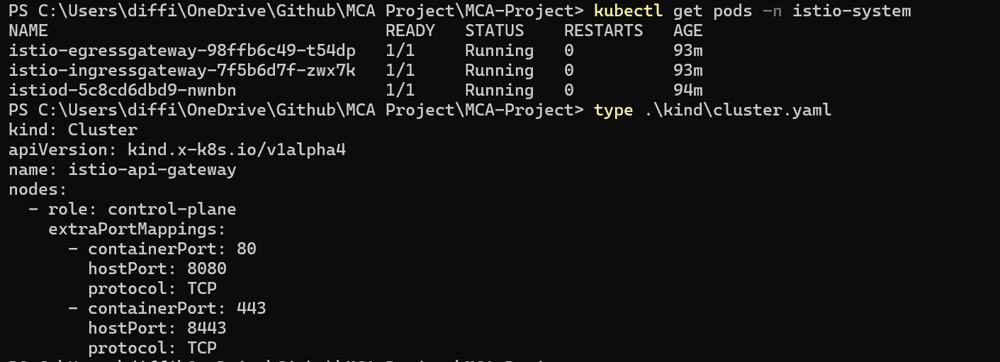 PS C:\Users\diffi\OneDrive\Github\MCA Project\MCA-Project> kubectl get pods -n istio-system
NAME                                   READY   STATUS    RESTARTS   AGE
istio-egressgateway-98ffb6c49-t54dp    1/1     Running   0          93m
istio-ingressgateway-7f5b6d7f-zwx7k    1/1     Running   0          93m
istiod-5c8cd6dbd9-nwnbn                1/1     Running   0          94m
PS C:\Users\diffi\OneDrive\Github\MCA Project\MCA-Project> type .\kind\cluster.yaml
kind: Cluster
apiVersion: kind.x-k8s.io/v1alpha4
name: istio-api-gateway
nodes:
  - role: control-plane
    extraPortMappings:
      - containerPort: 80
        hostPort: 8080
        protocol: TCP
      - containerPort: 443
        hostPort: 8443
        protocol: TCP